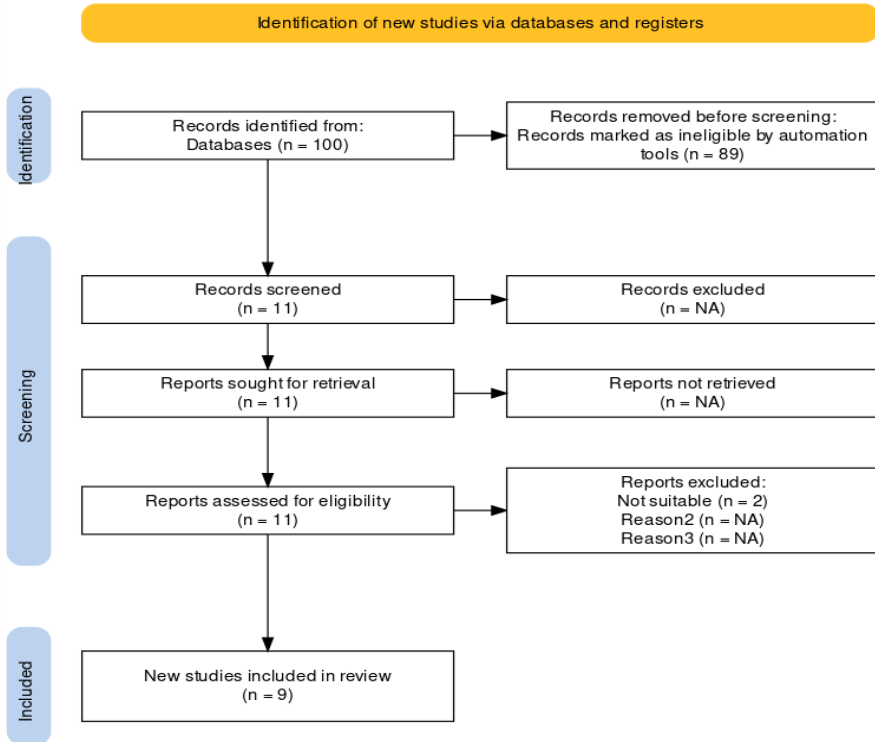 Identification of new studies via databases and registers
Identification
Records identified from:
Databases (n = 100)
Records removed before screening:
Records marked as ineligible by automation
tools (n = 89)
Screening
Records screened
(n = 11)
Records excluded
(n = NA)
Reports sought for retrieval
(n = 11)
Reports not retrieved
(n = NA)
Reports assessed for eligibility
(n = 11)
Reports excluded:
Not suitable (n = 2)
Reason2 (n = NA)
Reason3 (n = NA)
Included
New studies included in review
(n = 9)